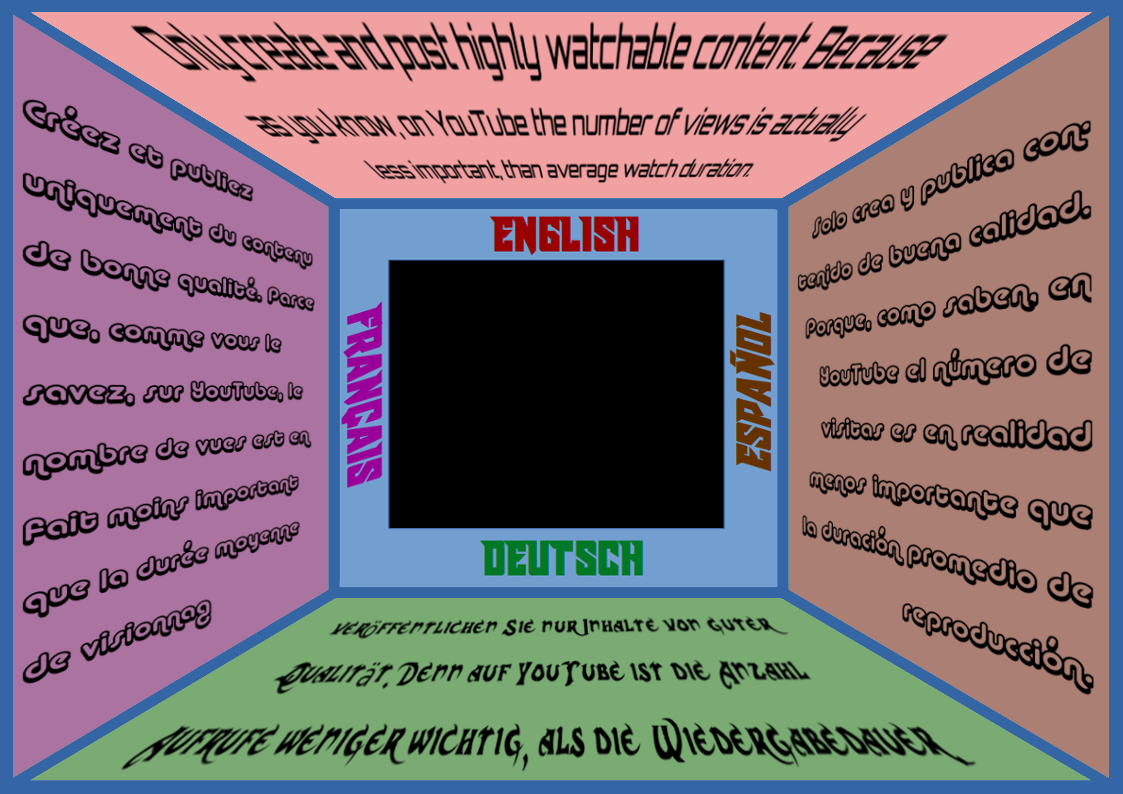 Only create and post highly watchable content. Because
as you know, on YouTube the number of views is actually
less important, than average watch duration.
Créez et publiez
uniquement du contenu
de bonne qualité. Parce
que, comme vous le
savez, sur YouTube, le
nombre de vues est en
fait moins important
que la durée moyenne
de visionnag
ENGLISH
FRANÇAIS
ESPAÑOL
DEUTSCH
Solo crea y publica con-
tenido de buena calidad.
Porque, como saben, en
YouTube el número de
visitas es en realidad
menos importante que
la duración promedio de
reproducción.
Veröffentlichen Sie nur Inhalte von guter
Qualität. Denn auf YouTube ist die Anzahl
Aufrufe weniger wichtig, als die Wiedergabedauer.